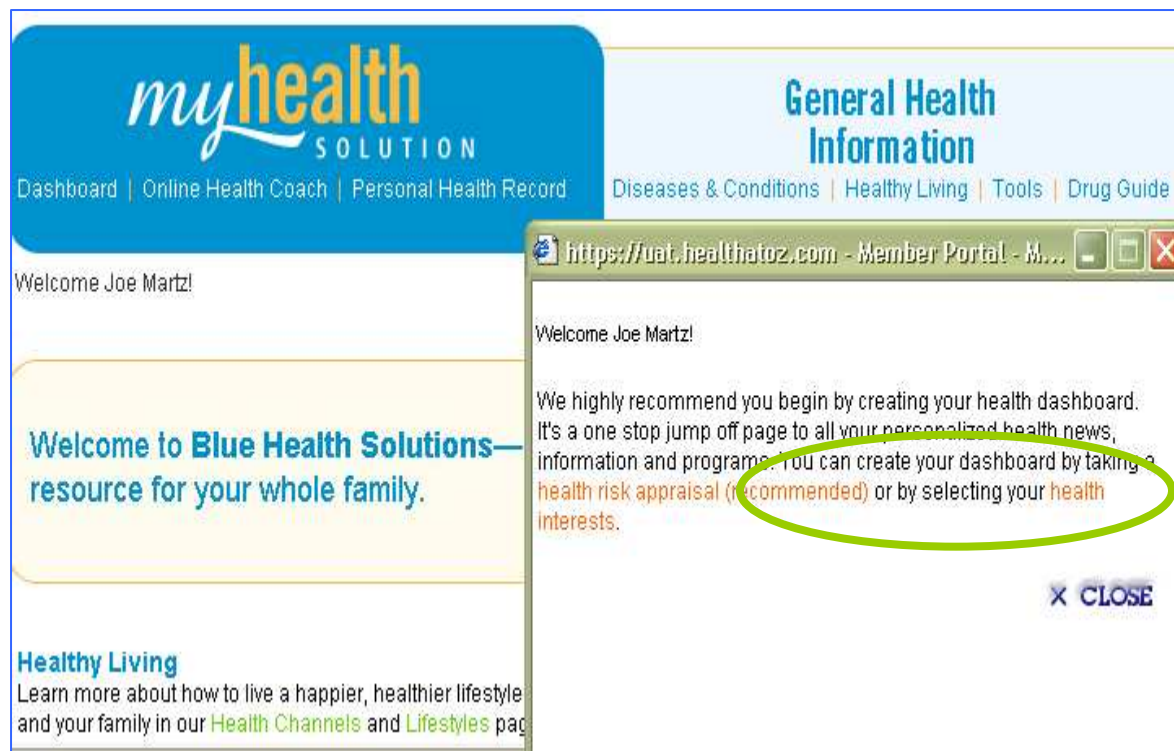 myhealth
SOLUTION
Dashboard | Online Health Coach | Personal Health Record
General Health
Information
Diseases & Conditions | Healthy Living | Tools | Drug Guide
Welcome Joe Martz!
Welcome to Blue Health Solutions—
resource for your whole family.
Healthy Living
Learn more about how to live a happier, healthier lifestyle
and your family in our Health Channels and Lifestyles pag
https://uat.healthatoz.com - Member Portal - M...
Welcome Joe Martz!
We highly recommend you begin by creating your health dashboard.
It's a one stop jump off page to all your personalized health news,
information and programs. You can create your dashboard by taking a
health risk appraisal (recommended) or by selecting your health
interests.
X CLOSE